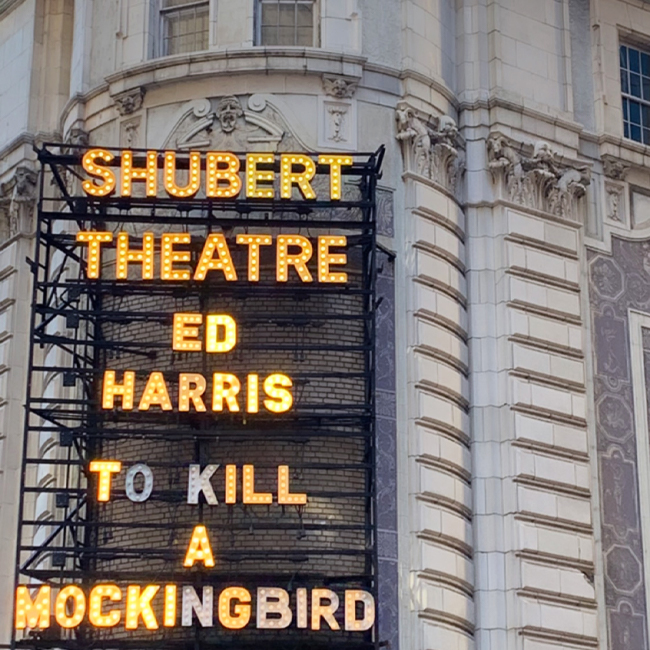 SHUBERT
THEATRE
ED
HARRIS
TO KILL
A
MOCKINGBIRD